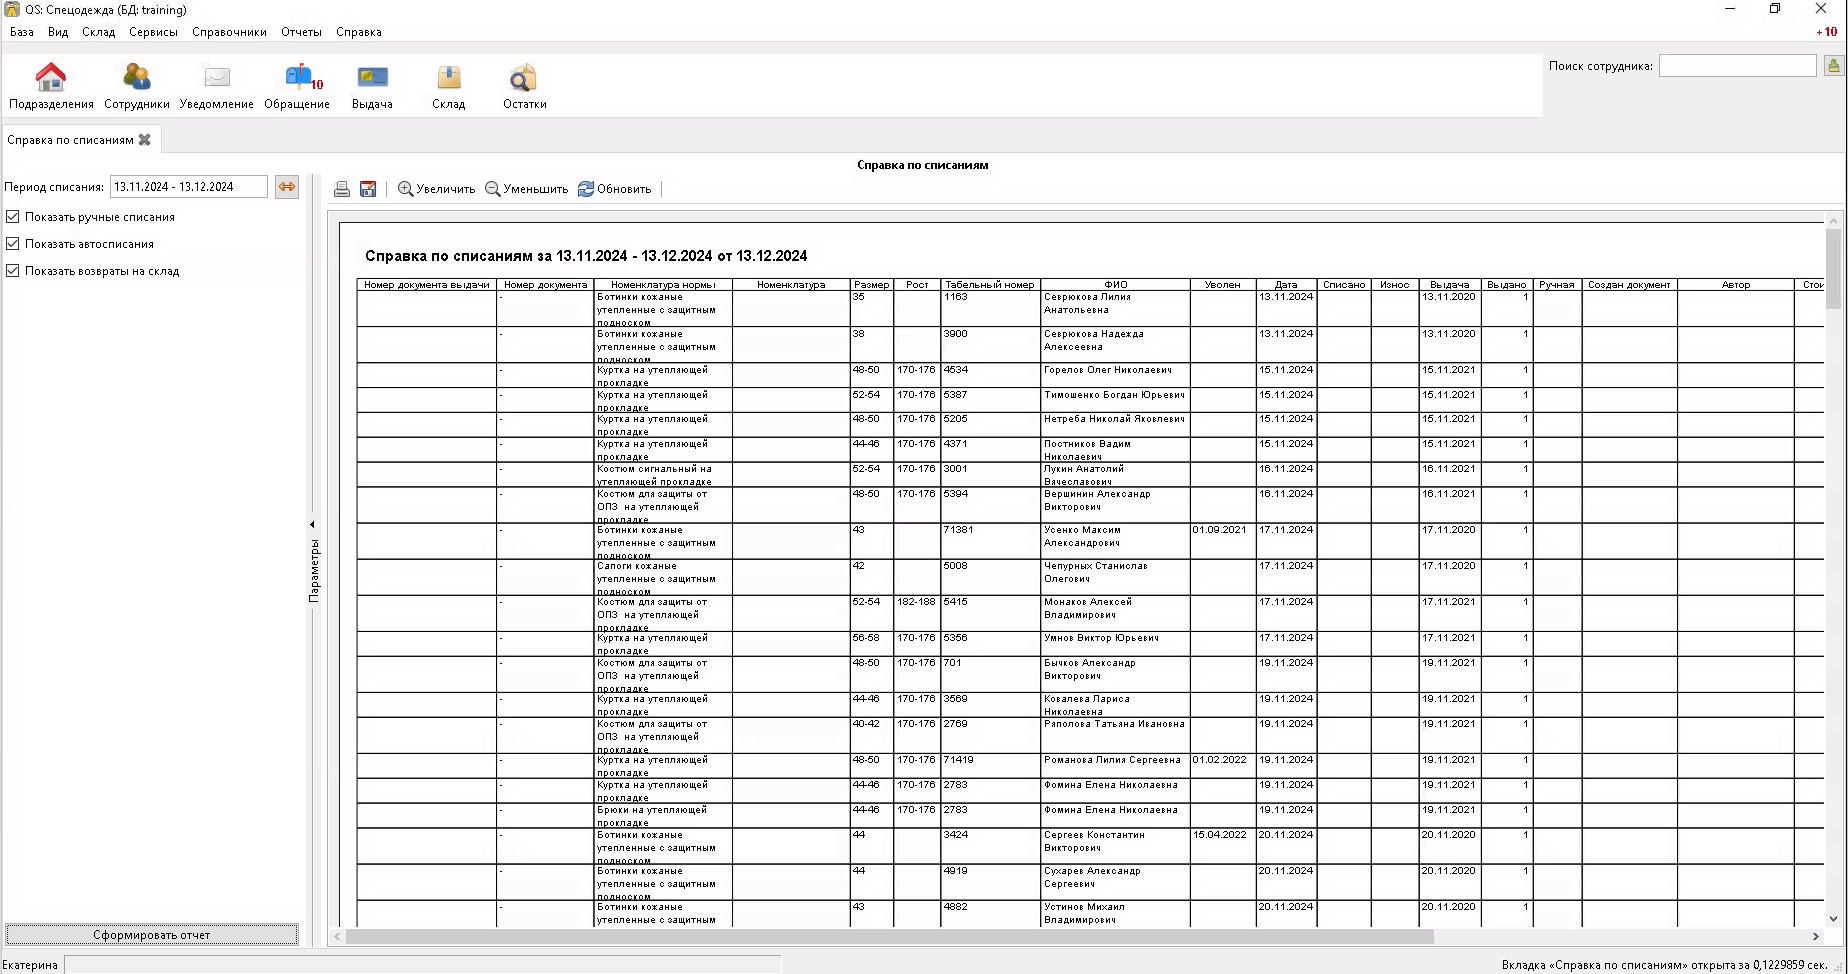 QS: Спецодежда (БД: training)
База Вид Склад Сервисы Справочники Отчеты Справка +10
Подразделения Сотрудники Уведомление Обращение 10 Выдача Склад Остатки Поиск сотрудника:
Справка по списаниям
Справка по списаниям
Период списания: 13.11.2024 - 13.12.2024
Показать ручные списания
Показать автосписания
Показать возвраты на склад
Сформировать отчет
Параметры
Увеличить Уменьшить Обновить
Справка по списаниям за 13.11.2024 - 13.12.2024 от 13.12.2024
Номер документа выдачи Номер документа Номенклатура нормы Номенклатура Размер Рост Табельный номер ФИО Уволен Дата Списано Износ Выдача Выдано Ручная Создан документ Автор Стои
- Ботинки кожаные 35 1163 Севрюкова Лилия 13.11.2024 13.11.2020 1
утепленные с защитным Анатольевна
подноском
- Ботинки кожаные 38 3900 Севрюкова Надежда 13.11.2024 13.11.2020 1
утепленные с защитным Алексеевна
подноском
- Куртка на утепляющей 48-50 170-176 4534 Горелов Олег Николаевич 15.11.2024 15.11.2021 1
прокладке
- Куртка на утепляющей 52-54 170-176 5387 Тимошенко Богдан Юрьевич 15.11.2024 15.11.2021 1
прокладке
- Куртка на утепляющей 48-50 170-176 5205 Нетреба Николай Яковлевич 15.11.2024 15.11.2021 1
прокладке
- Куртка на утепляющей 44-46 170-176 4371 Постников Вадим 15.11.2024 15.11.2021 1
прокладке Николаевич
- Костюм сигнальный на 52-54 170-176 3001 Лукин Анатолий 16.11.2024 16.11.2021 1
утепляющей прокладке Вячеславович
- Костюм для защиты от 48-50 170-176 5394 Вершинин Александр 16.11.2024 16.11.2021 1
ОПЗ на утепляющей Викторович
прокладке
- Ботинки кожаные 43 71381 Усенко Максим 01.09.2021 17.11.2024 17.11.2020 1
утепленные с защитным Александрович
подноском
- Сапоги кожаные 42 5008 Чепурных Станислав 17.11.2024 17.11.2020 1
утепленные с защитным Олегович
подноском
- Костюм для защиты от 52-54 182-188 5415 Монаков Алексей 17.11.2024 17.11.2021 1
ОПЗ на утепляющей Владимирович
прокладке
- Куртка на утепляющей 56-58 170-176 5356 Умнов Виктор Юрьевич 17.11.2024 17.11.2021 1
прокладке
- Костюм для защиты от 48-50 170-176 701 Бычков Александр 19.11.2024 19.11.2021 1
ОПЗ на утепляющей Викторович
прокладке
- Куртка на утепляющей 44-46 170-176 3569 Ковалева Лариса 19.11.2024 19.11.2021 1
прокладке Николаевна
- Костюм для защиты от 40-42 170-176 2769 Ряполова Татьяна Ивановна 19.11.2024 19.11.2021 1
ОПЗ на утепляющей
прокладке
- Куртка на утепляющей 48-50 170-176 71419 Романова Лилия Сергеевна 01.02.2022 19.11.2024 19.11.2021 1
прокладке
- Куртка на утепляющей 44-46 170-176 2783 Фомина Елена Николаевна 19.11.2024 19.11.2021 1
прокладке
- Брюки на утепляющей 44-46 170-176 2783 Фомина Елена Николаевна 19.11.2024 19.11.2021 1
прокладке
- Ботинки кожаные 44 3424 Сергеев Константин 15.04.2022 20.11.2024 20.11.2020 1
утепленные с защитным Викторович
подноском
- Ботинки кожаные 44 4919 Сухарев Александр 20.11.2024 20.11.2020 1
утепленные с защитным Сергеевич
подноском
- Ботинки кожаные 43 4882 Устинов Михаил 20.11.2024 20.11.2020 1
утепленные с защитным Владимирович
Екатерина Вкладка «Справка по списаниям» открыта за 0,1229859 сек.